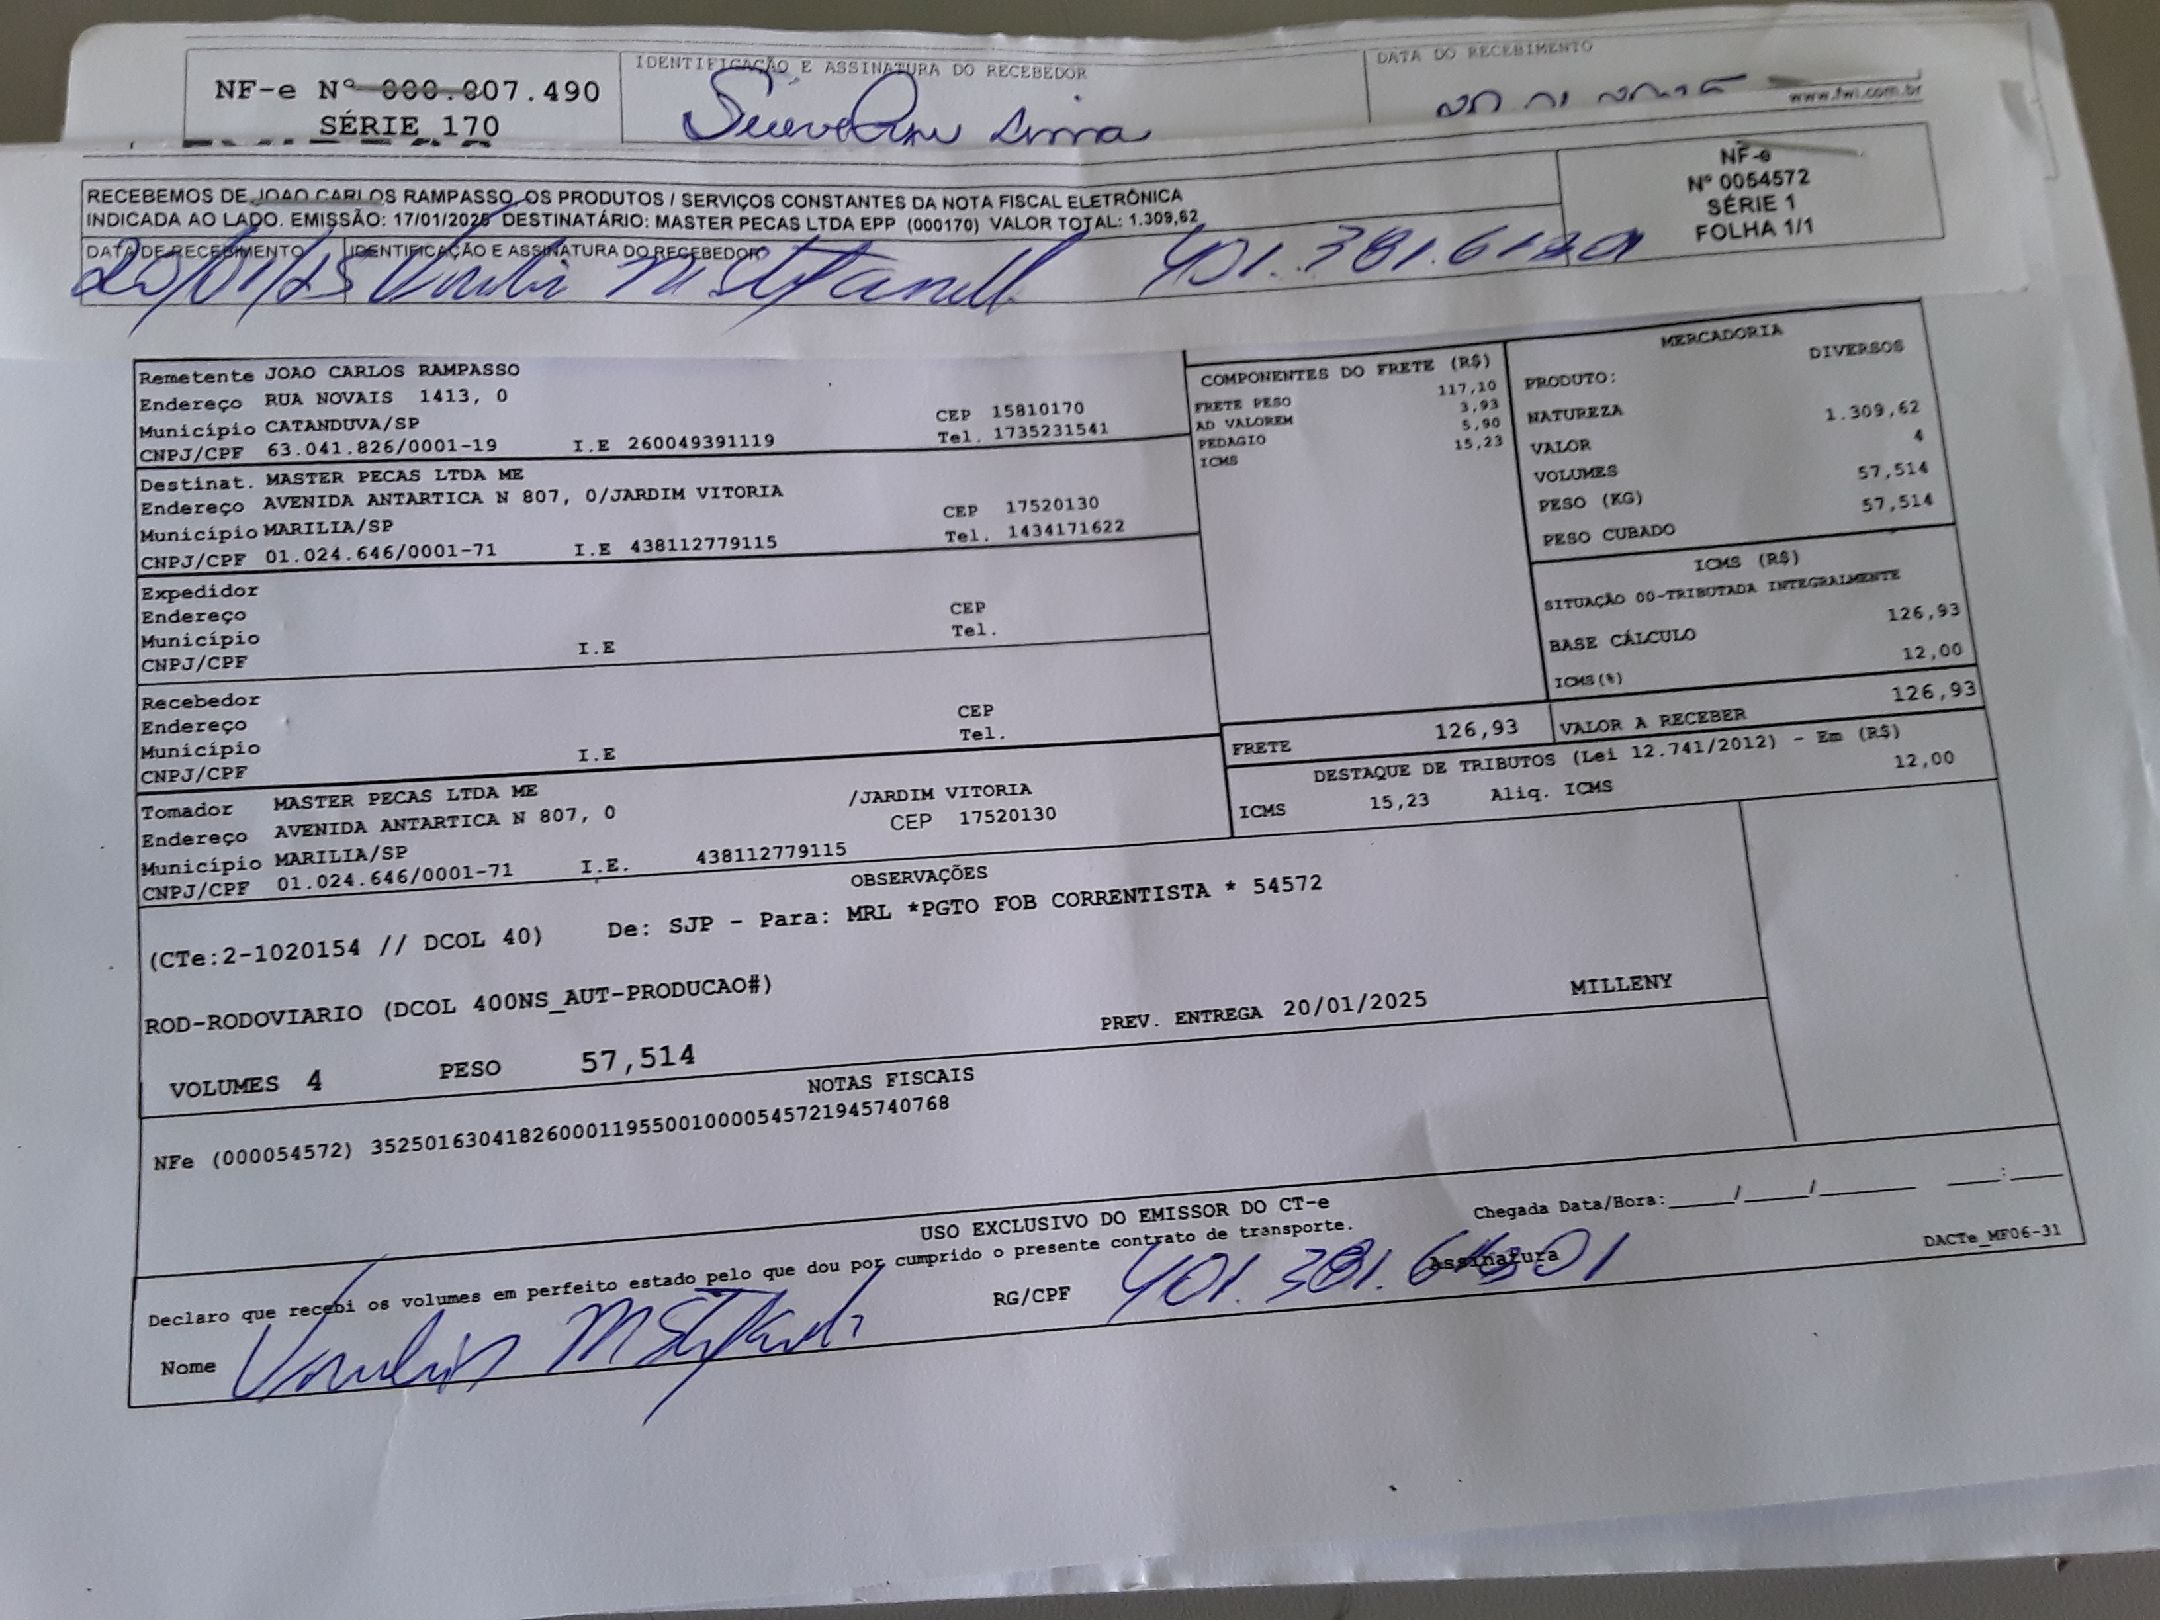 IDENTIFICAÇÃO E ASSINATURA DO RECEBEDOR
DATA DO RECEBIMENTO
NF-e Nº 000.007.490
SÉRIE 170
www.fwi.com.br
RECEBEMOS DE JOAO CARLOS RAMPASSO OS PRODUTOS / SERVIÇOS CONSTANTES DA NOTA FISCAL ELETRÔNICA
INDICADA AO LADO. EMISSÃO: 17/01/2025 DESTINATÁRIO: MASTER PECAS LTDA EPP (000170) VALOR TOTAL: 1.309,62
NF-e
Nº 0054572
SÉRIE 1
FOLHA 1/1
DATA DE RECEBIMENTO
IDENTIFICAÇÃO E ASSINATURA DO RECEBEDOR
20/01/25
Remetente JOAO CARLOS RAMPASSO
Endereço RUA NOVAIS 1413, 0
Município CATANDUVA/SP CEP 15810170
CNPJ/CPF 63.041.826/0001-19 I.E 260049391119 Tel. 1735231541
Destinat. MASTER PECAS LTDA ME
Endereço AVENIDA ANTARTICA N 807, 0/JARDIM VITORIA
Município MARILIA/SP CEP 17520130
CNPJ/CPF 01.024.646/0001-71 I.E 438112779115 Tel. 1434171622
Expedidor
Endereço CEP
Município Tel.
CNPJ/CPF I.E
Recebedor
Endereço CEP
Município Tel.
CNPJ/CPF I.E
Tomador MASTER PECAS LTDA ME
Endereço AVENIDA ANTARTICA N 807, 0 /JARDIM VITORIA
Município MARILIA/SP CEP 17520130
CNPJ/CPF 01.024.646/0001-71 I.E. 438112779115
COMPONENTES DO FRETE (R$)
FRETE PESO 117,10
AD VALOREM 3,93
PEDAGIO 5,90
ICMS 15,23
MERCADORIA
PRODUTO: DIVERSOS
NATUREZA
VALOR 1.309,62
VOLUMES 4
PESO (KG) 57,514
PESO CUBADO 57,514
ICMS (R$)
SITUAÇÃO 00-TRIBUTADA INTEGRALMENTE
BASE CÁLCULO 126,93
ICMS(%) 12,00
FRETE 126,93 VALOR A RECEBER 126,93
DESTAQUE DE TRIBUTOS (Lei 12.741/2012) - Em (R$)
ICMS 15,23 Aliq. ICMS 12,00
OBSERVAÇÕES
(CTe:2-1020154 // DCOL 40) De: SJP - Para: MRL *PGTO FOB CORRENTISTA * 54572
ROD-RODOVIARIO (DCOL 400NS_AUT-PRODUCAO#)
PREV. ENTREGA 20/01/2025 MILLENY
VOLUMES 4 PESO 57,514
NOTAS FISCAIS
NFe (000054572) 35250163041826000119550010000545721945740768
USO EXCLUSIVO DO EMISSOR DO CT-e
Declaro que recebi os volumes em perfeito estado pelo que dou por cumprido o presente contrato de transporte.
Chegada Data/Hora:_____/_____/_______ ____:____
Nome RG/CPF Assinatura
DACTe_MF06-31